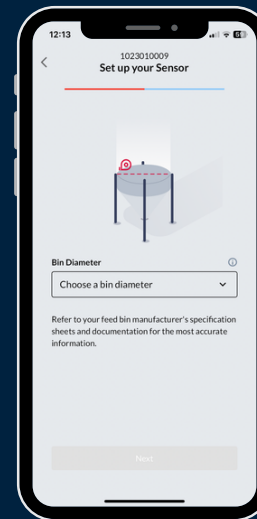 12:13
1023010009
Set up your Sensor
Bin Diameter
Choose a bin diameter
Refer to your feed bin manufacturer's specification
sheets and documentation for the most accurate
information.
Next